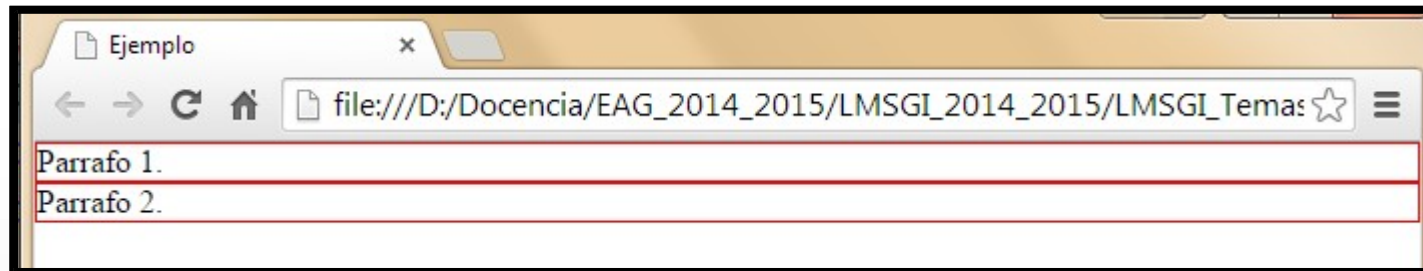 Ejemplo
file:///D:/Docencia/EAG_2014_2015/LMSGI_2014_2015/LMSGI_Temas
Parrafo 1.
Parrafo 2.